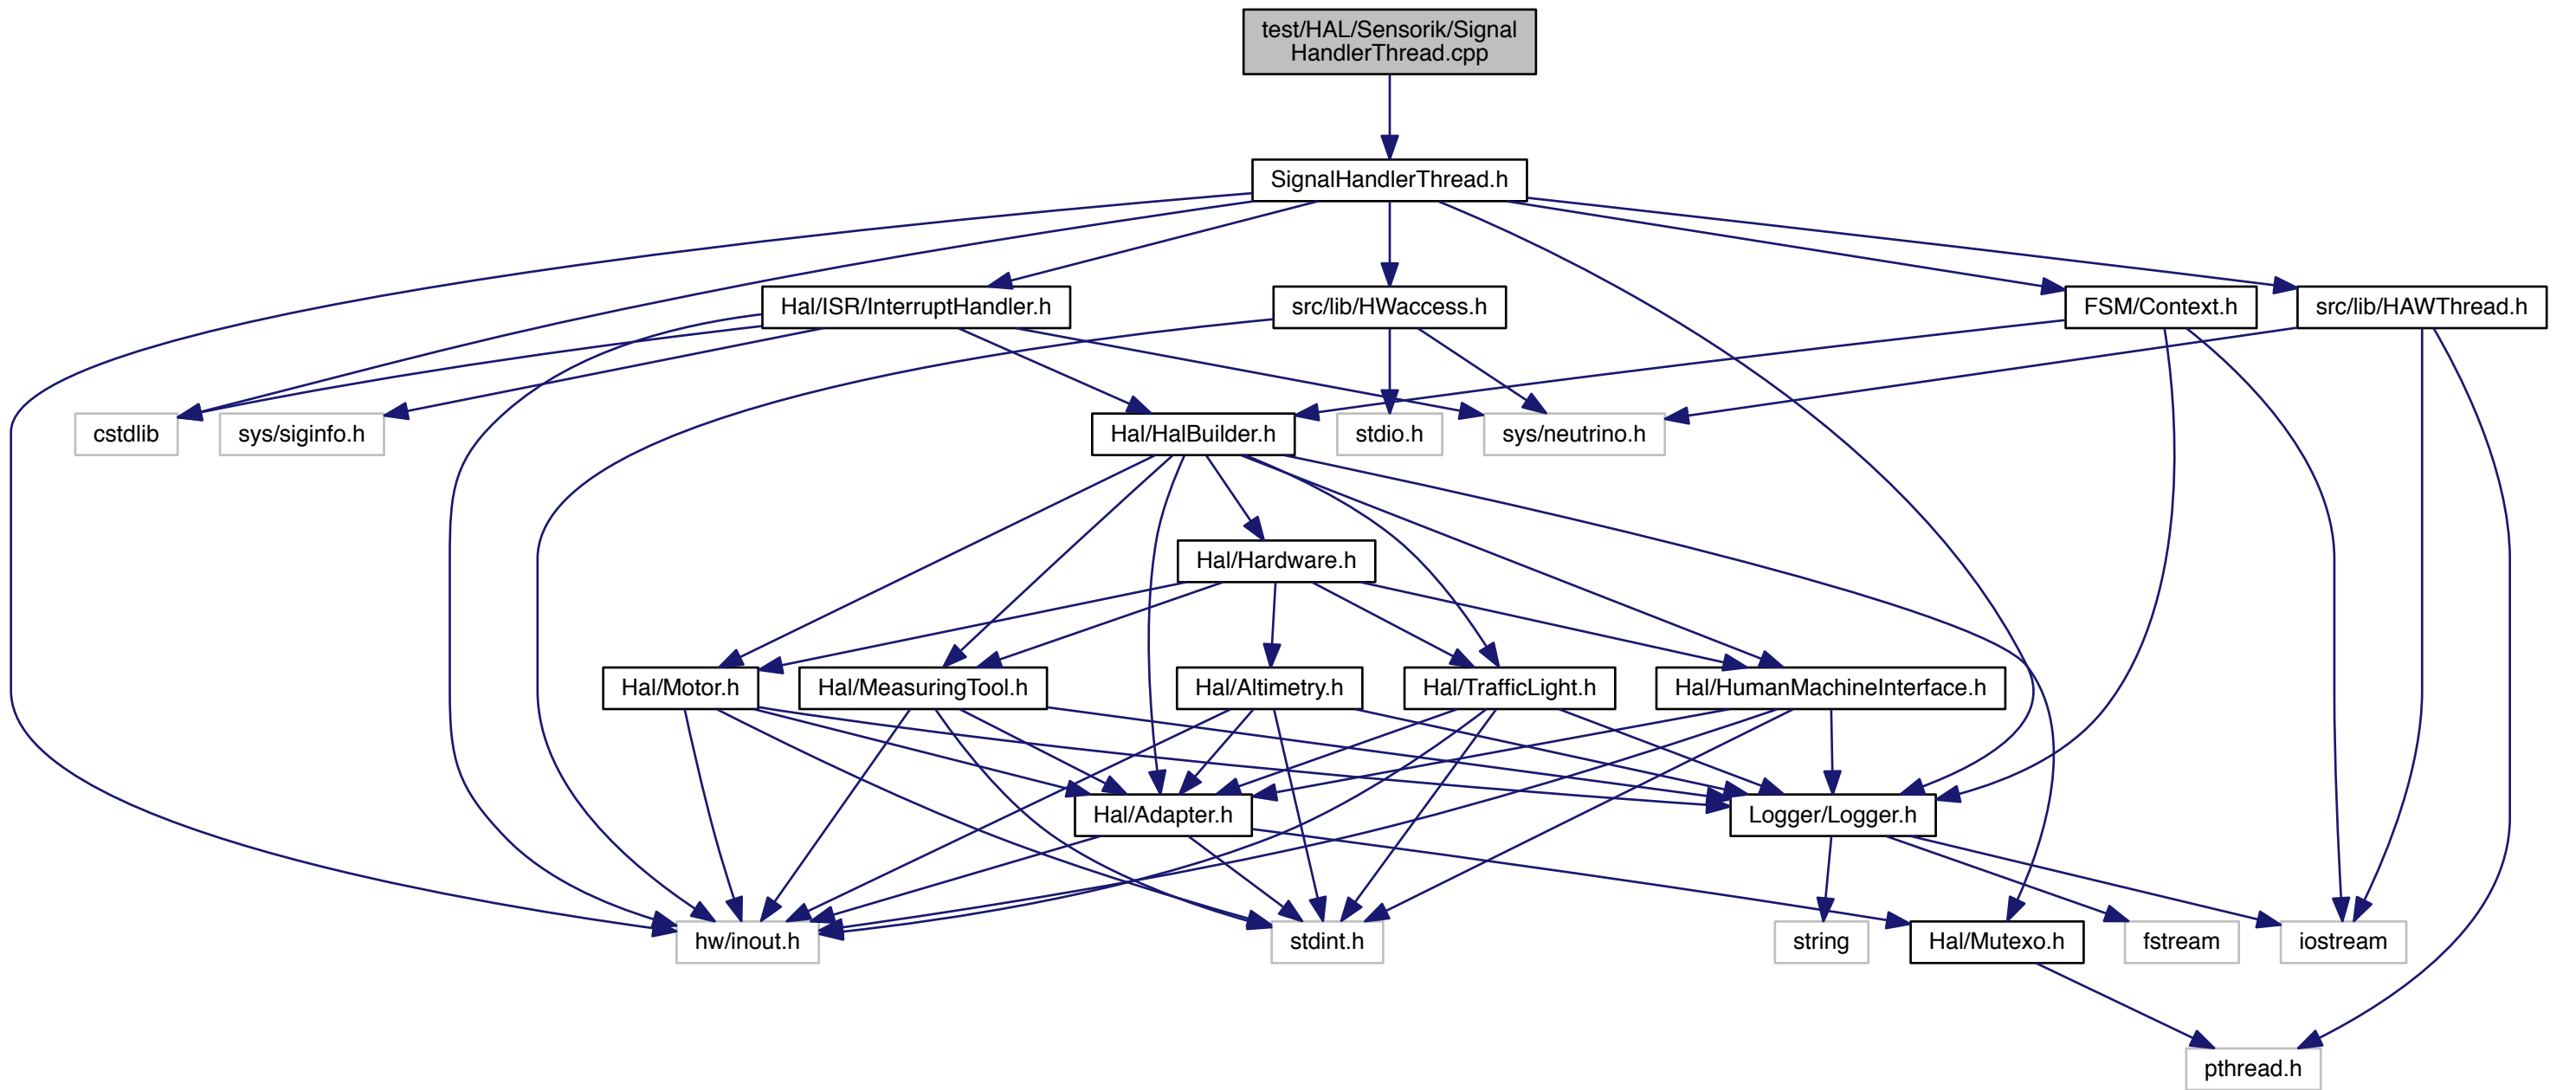 test/HAL/Sensorik/Signal
HandlerThread.cpp
SignalHandlerThread.h
Hal/ISR/InterruptHandler.h
src/lib/HWaccess.h
FSM/Context.h
src/lib/HAWThread.h
cstdlib
sys/siginfo.h
Hal/HalBuilder.h
stdio.h
sys/neutrino.h
Hal/Hardware.h
Hal/Motor.h
Hal/MeasuringTool.h
Hal/Altimetry.h
Hal/TrafficLight.h
Hal/HumanMachineInterface.h
Hal/Adapter.h
Logger/Logger.h
hw/inout.h
stdint.h
string
Hal/Mutexo.h
fstream
iostream
pthread.h